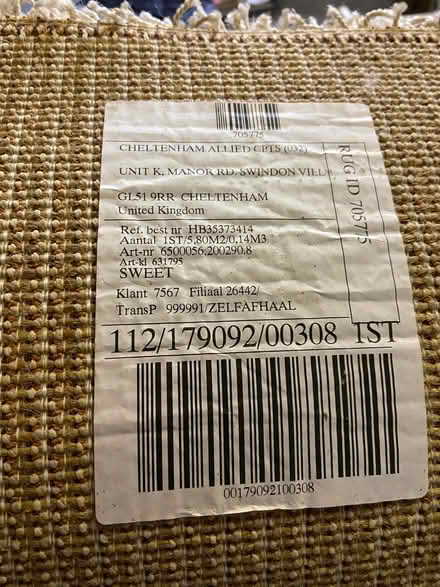 705775
CHELTENHAM ALLIED CPTS (032)
UNIT K, MANOR RD. SWINDON VILL
GL51 9RR CHELTENHAM
United Kingdom
RUG ID 705775
Ref. best nr HB35373414
Aantal 1ST/5,80M2/0,14M3
Art-nr 6500056.200290.8
Art-kl 631795
SWEET
Klant 7567 Filiaal 26442/
TransP 999991/ZELFAFHAAL
112/179092/00308 1ST
00179092100308